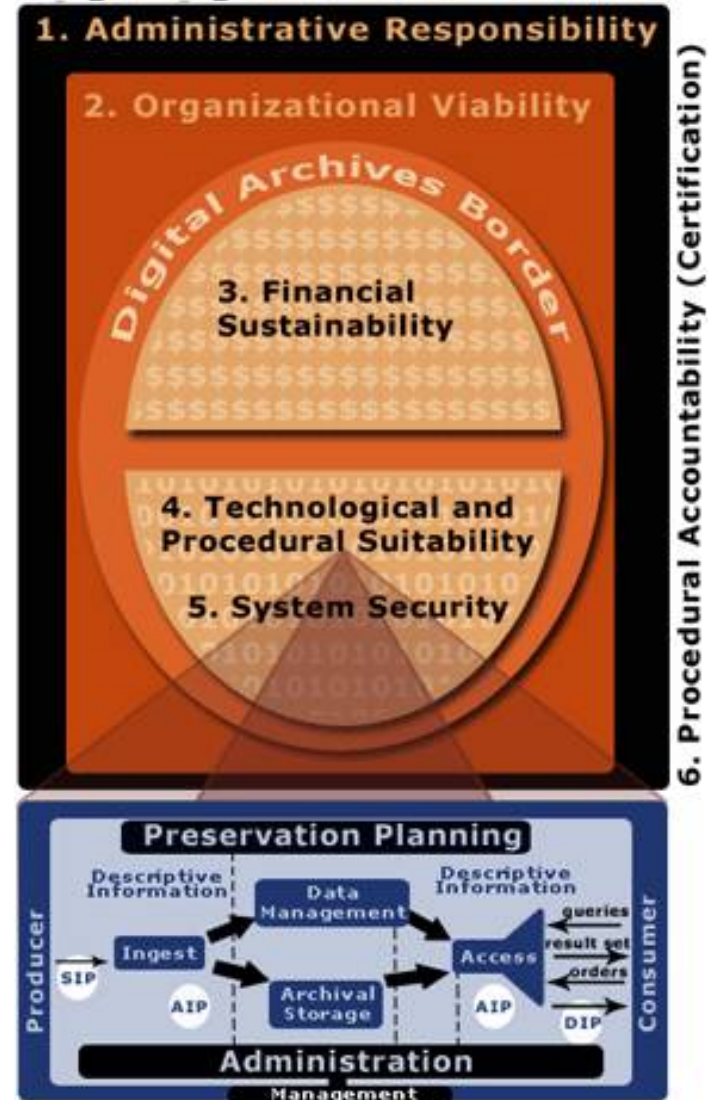 1. Administrative Responsibility
2. Organizational Viability
Digital Archives Border
3. Financial
Sustainability
4. Technological and
Procedural Suitability
5. System Security
6. Procedural Accountability (Certification)
Preservation Planning
Descriptive
Information
Data
Management
Descriptive
Information
queries
Producer
Ingest
Access
result set
Consumer
SIP
orders
AIP
Archival
Storage
AIP
DIP
Administration
Management